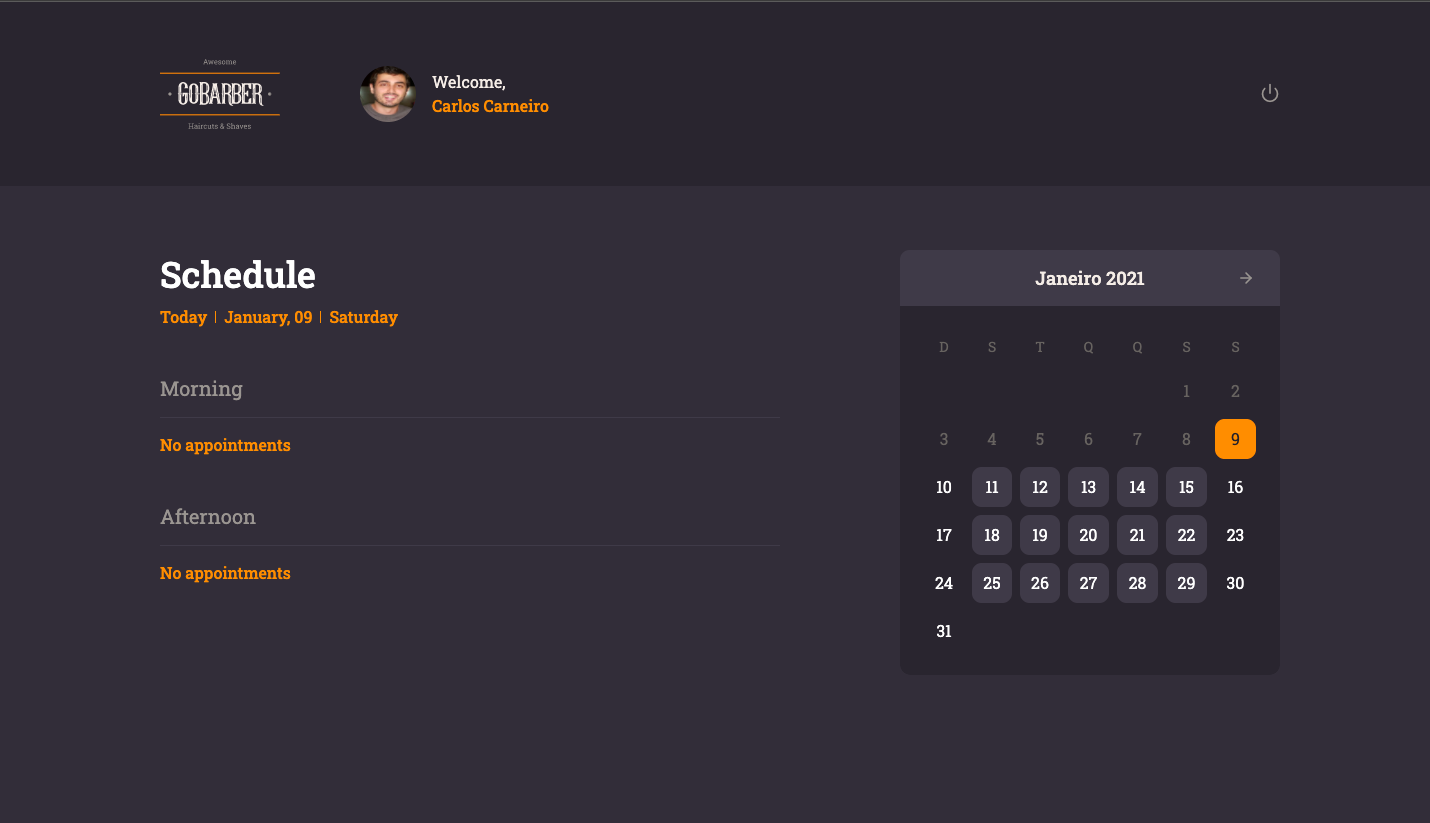 Awesome
GOBARBER
Haircuts & Shaves
Welcome,
Carlos Carneiro
Schedule
Today | January, 09 | Saturday
Morning
No appointments
Afternoon
No appointments
Janeiro 2021
D S T Q Q S S
1 2
3 4 5 6 7 8 9
10 11 12 13 14 15 16
17 18 19 20 21 22 23
24 25 26 27 28 29 30
31